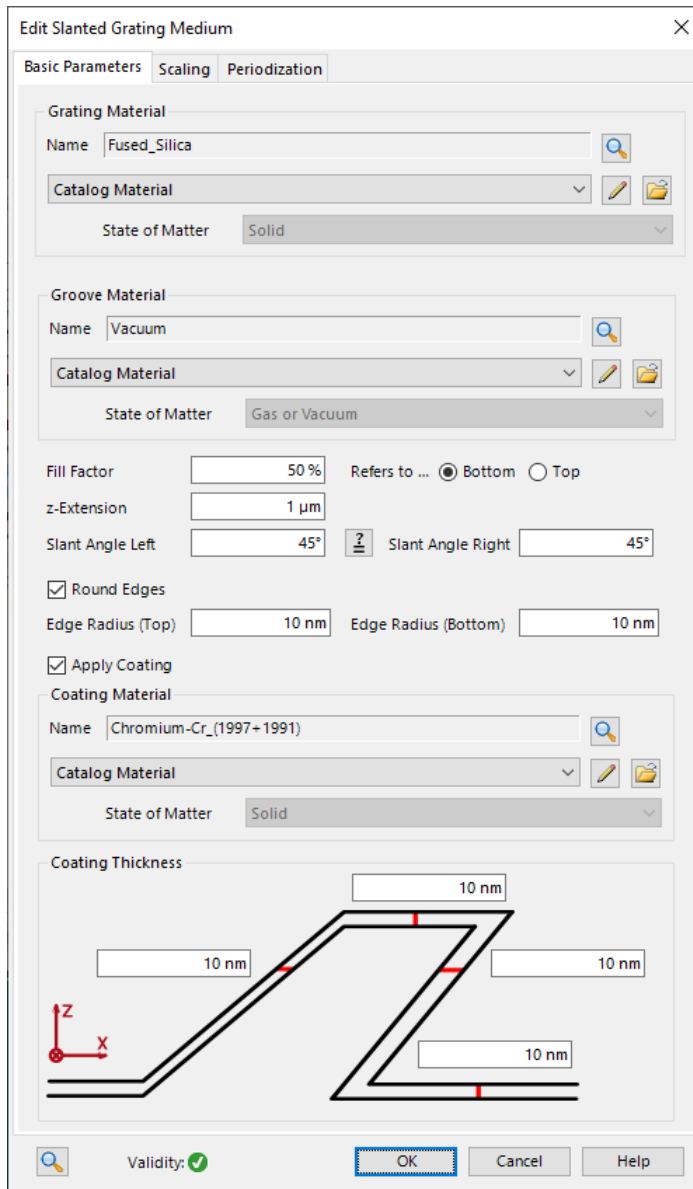 Edit Slanted Grating Medium
Basic Parameters Scaling Periodization
Grating Material
Name Fused_Silica
Catalog Material
State of Matter Solid
Groove Material
Name Vacuum
Catalog Material
State of Matter Gas or Vacuum
Fill Factor 50 % Refers to ... Bottom Top
z-Extension 1 µm
Slant Angle Left 45° Slant Angle Right 45°
Round Edges
Edge Radius (Top) 10 nm Edge Radius (Bottom) 10 nm
Apply Coating
Coating Material
Name Chromium-Cr_(1997+1991)
Catalog Material
State of Matter Solid
Coating Thickness
10 nm
10 nm 10 nm
Z
X
10 nm
Validity: OK Cancel Help